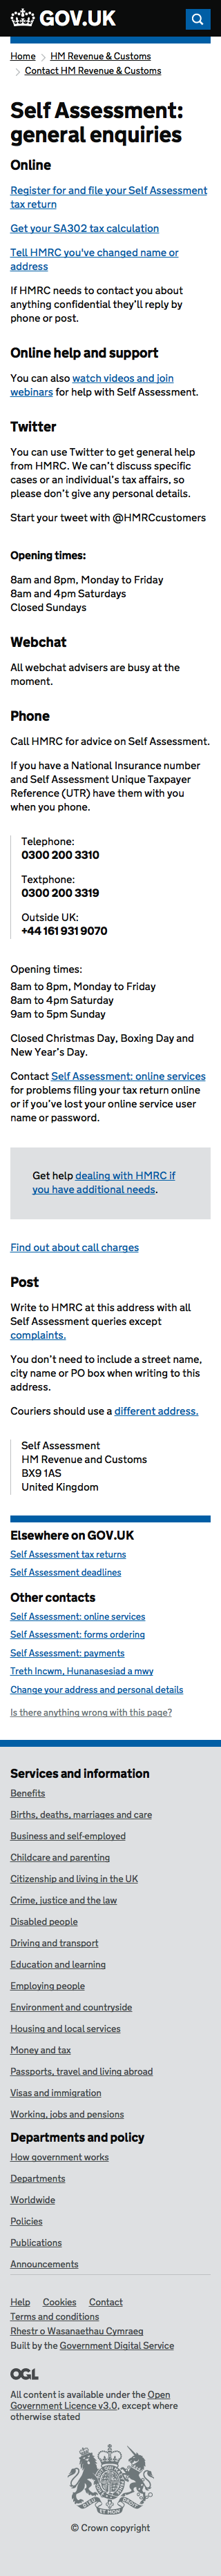 GOV.UK
Home
HM Revenue & Customs
Contact HM Revenue & Customs
Self Assessment:
general enquiries
Online
Register for and file your Self Assessment
tax return
Get your SA302 tax calculation
Tell HMRC you've changed name or
address
If HMRC needs to contact you about
anything confidential they'll reply by
phone or post.
Online help and support
You can also watch videos and join
webinars for help with Self Assessment.
Twitter
You can use Twitter to get general help
from HMRC. We can't discuss specific
cases or an individual's tax affairs, so
please don't give any personal details.
Start your tweet with @HMRCcustomers
Opening times:
8am and 8pm, Monday to Friday
8am and 4pm Saturdays
Closed Sundays
Webchat
All webchat advisers are busy at the
moment.
Phone
Call HMRC for advice on Self Assessment.
If you have a National Insurance number
and Self Assessment Unique Taxpayer
Reference (UTR) have them with you
when you phone.
Telephone:
0300 200 3310
Textphone:
0300 200 3319
Outside UK:
+44 161 931 9070
Opening times:
8am to 8pm, Monday to Friday
8am to 4pm Saturday
9am to 5pm Sunday
Closed Christmas Day, Boxing Day and
New Year's Day.
Contact Self Assessment: online services
for problems filing your tax return online
or if you've lost your online service user
name or password.
Get help dealing with HMRC if
you have additional needs.
Find out about call charges
Post
Write to HMRC at this address with all
Self Assessment queries except
complaints.
You don't need to include a street name,
city name or PO box when writing to this
address.
Couriers should use a different address.
Self Assessment
HM Revenue and Customs
BX9 1AS
United Kingdom
Elsewhere on GOV.UK
Self Assessment tax returns
Self Assessment deadlines
Other contacts
Self Assessment: online services
Self Assessment: forms ordering
Self Assessment: payments
Treth Incwm, Hunanasesiad a mwy
Change your address and personal details
Is there anything wrong with this page?
Services and information
Benefits
Births, deaths, marriages and care
Business and self-employed
Childcare and parenting
Citizenship and living in the UK
Crime, justice and the law
Disabled people
Driving and transport
Education and learning
Employing people
Environment and countryside
Housing and local services
Money and tax
Passports, travel and living abroad
Visas and immigration
Working, jobs and pensions
Departments and policy
How government works
Departments
Worldwide
Policies
Publications
Announcements
Help Cookies Contact
Terms and conditions
Rhestr o Wasanaethau Cymraeg
Built by the Government Digital Service
OGL
All content is available under the Open
Government Licence v3.0, except where
otherwise stated
© Crown copyright